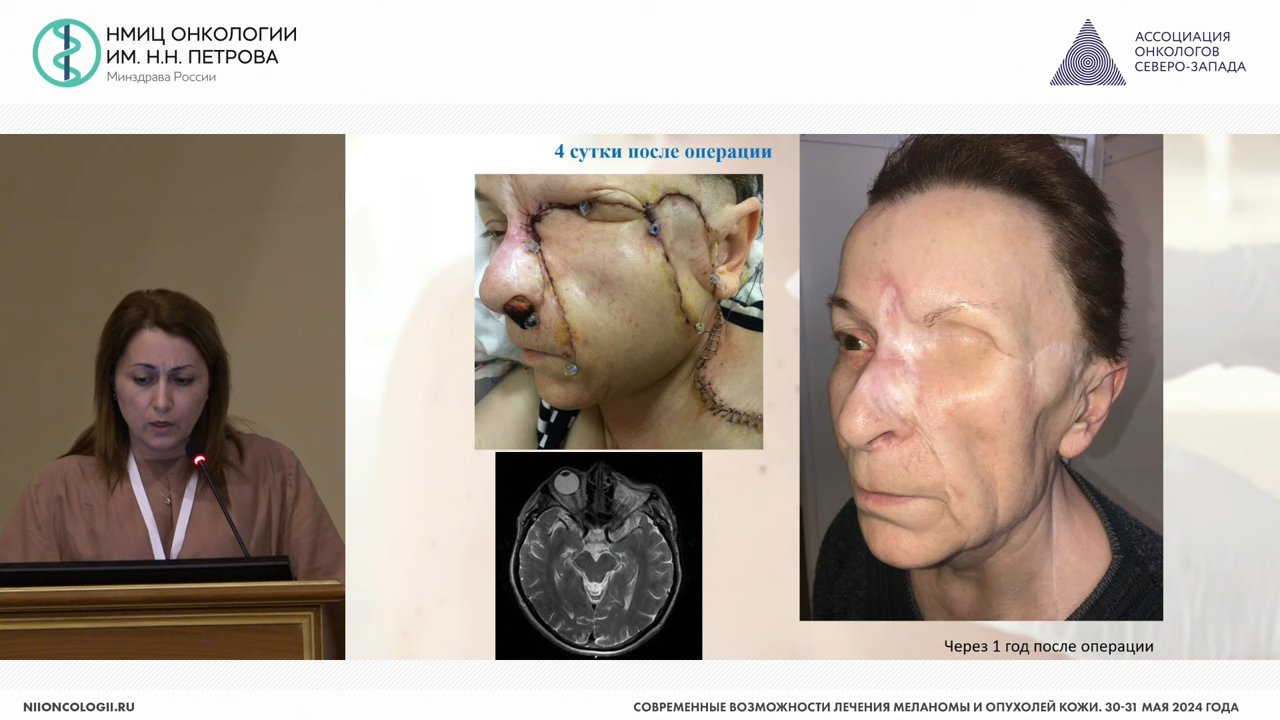 НМИЦ ОНКОЛОГИИ
ИМ. Н.Н. ПЕТРОВА
Минздрава России
АССОЦИАЦИЯ
ОНКОЛОГОВ
СЕВЕРО-ЗАПАДА
4 сутки после операции
Через 1 год после операции
NIIONCOLOGII.RU
СОВРЕМЕННЫЕ ВОЗМОЖНОСТИ ЛЕЧЕНИЯ МЕЛАНОМЫ И ОПУХОЛЕЙ КОЖИ. 30-31 МАЯ 2024 ГОДА